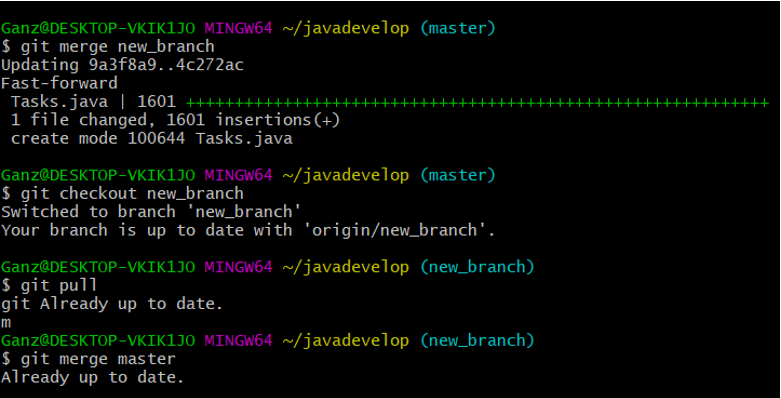 Ganz@DESKTOP-VKIK1JO MINGW64 ~/javadevelop (master)
$ git merge new_branch
Updating 9a3f8a9..4c272ac
Fast-forward
 Tasks.java | 1601 ++++++++++++++++++++++++++++++++++++++++++++++++++++++++++++
 1 file changed, 1601 insertions(+)
 create mode 100644 Tasks.java
Ganz@DESKTOP-VKIK1JO MINGW64 ~/javadevelop (master)
$ git checkout new_branch
Switched to branch 'new_branch'
Your branch is up to date with 'origin/new_branch'.
Ganz@DESKTOP-VKIK1JO MINGW64 ~/javadevelop (new_branch)
$ git pull
git Already up to date.
m
Ganz@DESKTOP-VKIK1JO MINGW64 ~/javadevelop (new_branch)
$ git merge master
Already up to date.